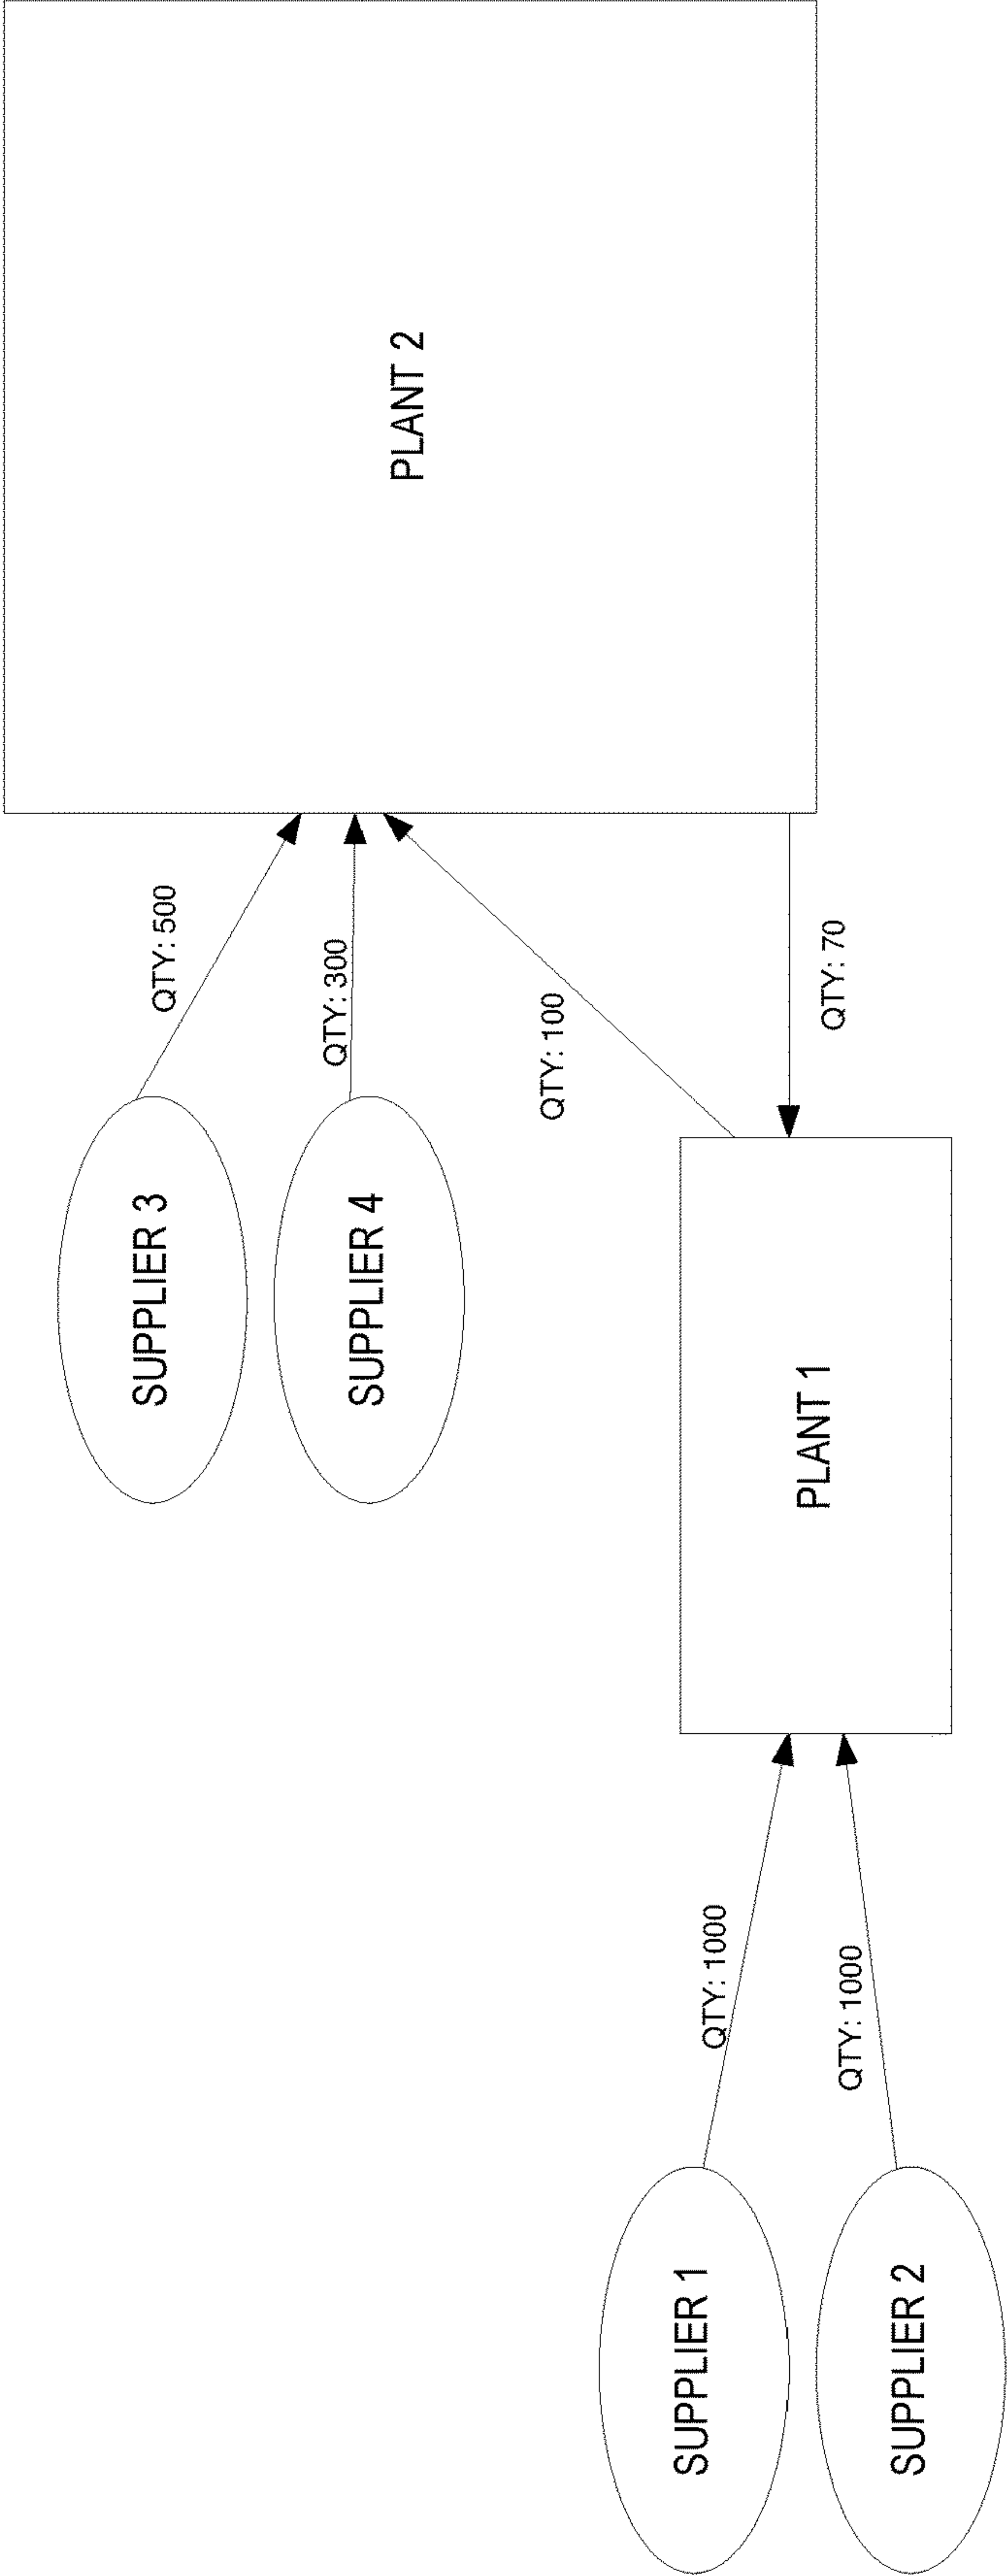 PLANT 2
QTY: 500
QTY: 300
QTY: 100
QTY: 70
SUPPLIER 3
SUPPLIER 4
PLANT 1
QTY: 1000
QTY: 1000
SUPPLIER 1
SUPPLIER 2